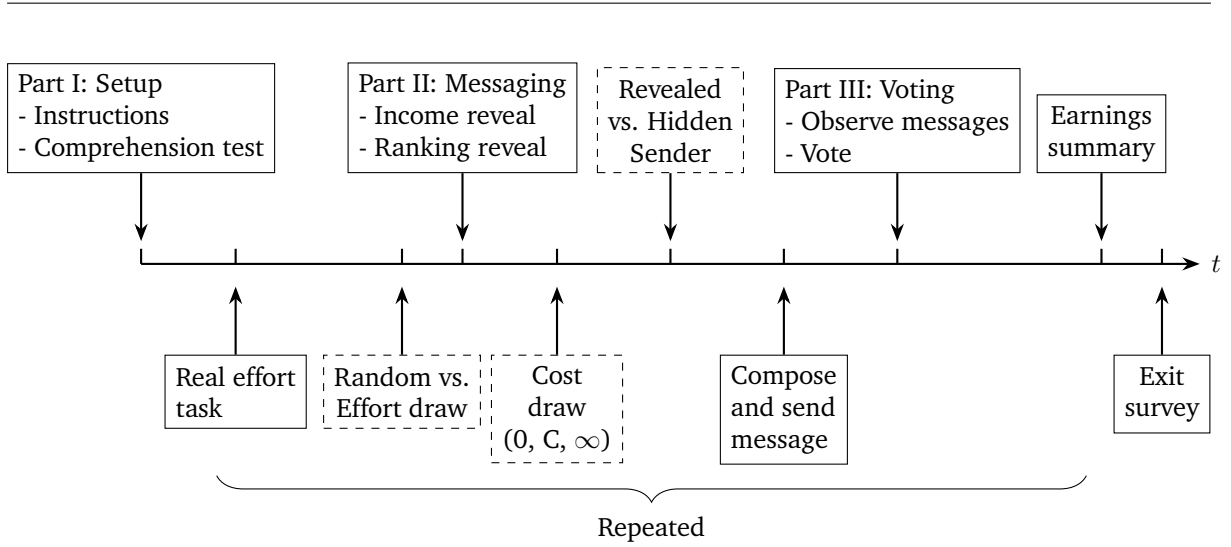 Part I: Setup
- Instructions
- Comprehension test
Part II: Messaging
- Income reveal
- Ranking reveal
Revealed
vs. Hidden
Sender
Part III: Voting
- Observe messages
- Vote
Earnings
summary
t
Real effort
task
Random vs.
Effort draw
Cost
draw
(0, C, ∞)
Compose
and send
message
Exit
survey
Repeated